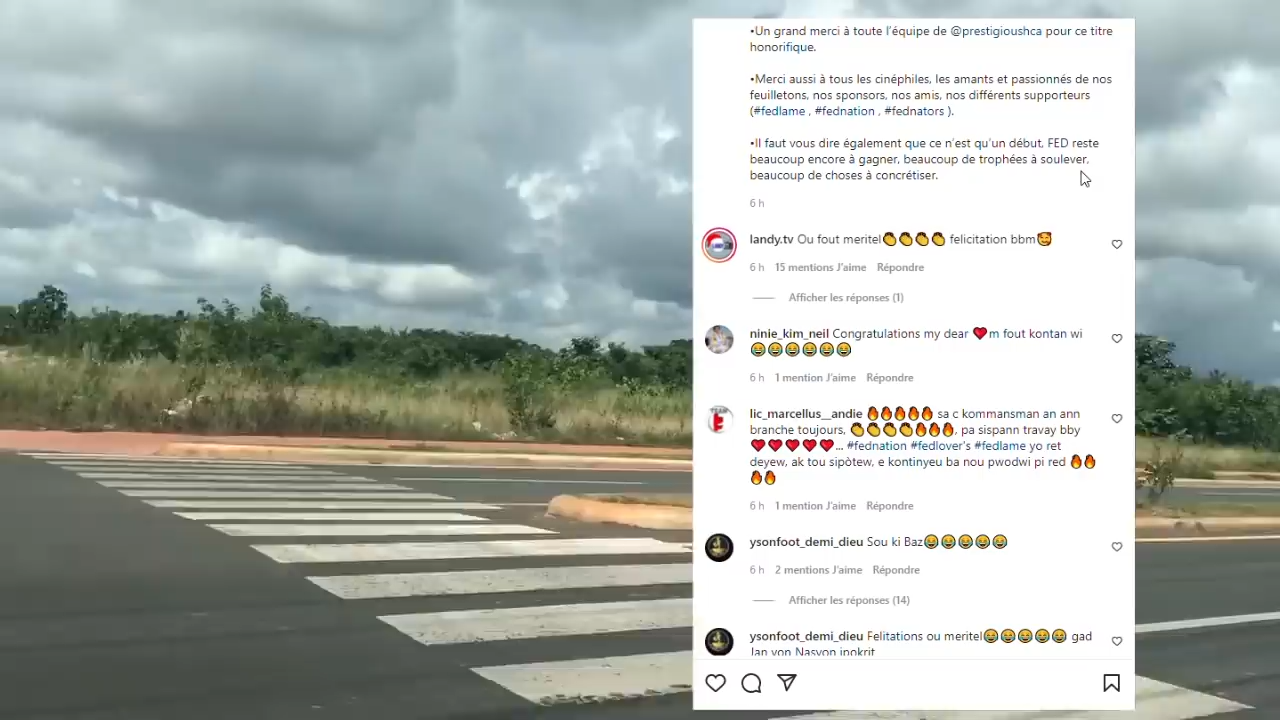 •Un grand merci à toute l'équipe de @prestigioushca pour ce titre
honorifique.
•Merci aussi à tous les cinéphiles, les amants et passionnés de nos
feuilletons, nos sponsors, nos amis, nos différents supporteurs
(#fedlame , #fednation , #fednators ).
•Il faut vous dire également que ce n'est qu'un début, FED reste
beaucoup encore à gagner, beaucoup de trophées à soulever,
beaucoup de choses à concrétiser.
6 h
landy.tv Ou fout meritel👏👏👏👏 felicitation bbm🥰
6 h 15 mentions J'aime Répondre
Afficher les réponses (1)
ninie_kim_neil Congratulations my dear ❤️m fout kontan wi
😂😂😂😂😂😂
6 h 1 mention J'aime Répondre
lic_marcellus__andie 🔥🔥🔥🔥🔥 sa c kommansman an ann
branche toujours, 👏👏👏👏🔥🔥🔥, pa sispann travay bby
❤️❤️❤️❤️❤️... #fednation #fedlover's #fedlame yo ret
deyew, ak tou sipòtew, e kontinyeu ba nou pwodwi pi red 🔥🔥
🔥🔥
6 h 1 mention J'aime Répondre
ysonfoot_demi_dieu Sou ki Baz😂😂😂😂😂
6 h 2 mentions J'aime Répondre
Afficher les réponses (14)
ysonfoot_demi_dieu Felitations ou meritel😂😂😂😂😂 gad
Jan yon Nasyon ipokrit